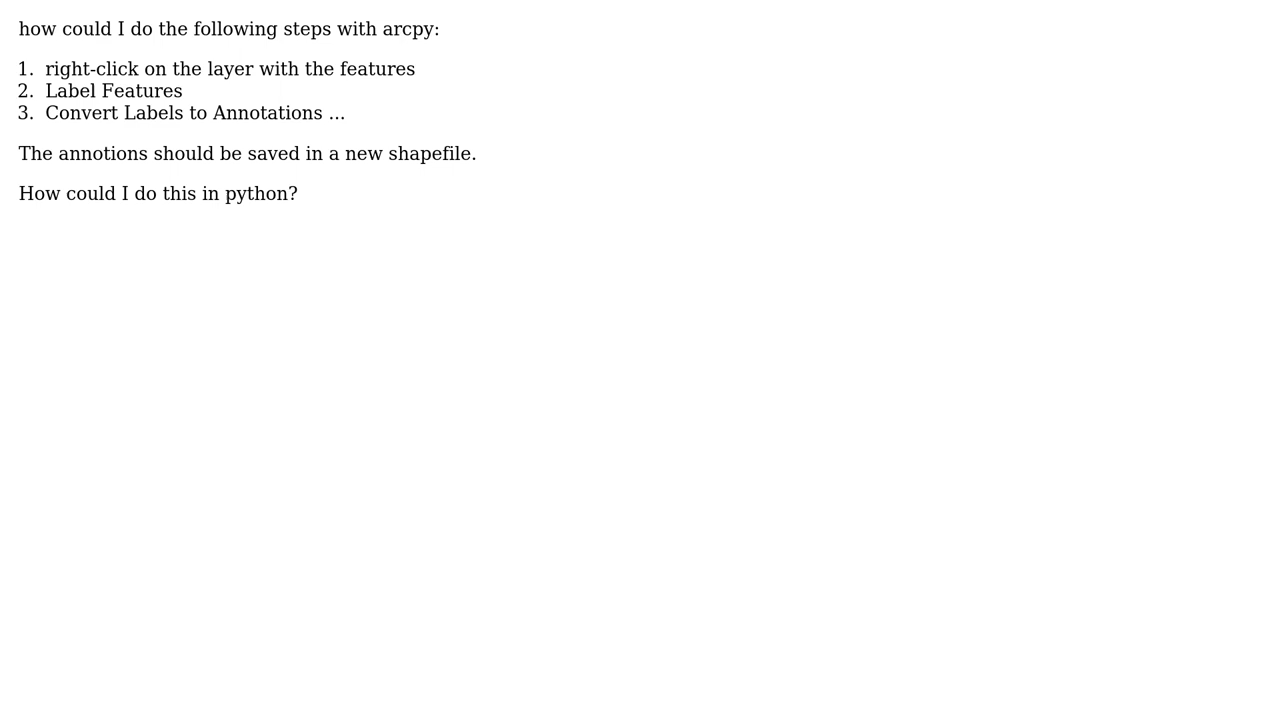 how could I do the following steps with arcpy:
1. right-click on the layer with the features
2. Label Features
3. Convert Labels to Annotations ...
The annotions should be saved in a new shapefile.
How could I do this in python?